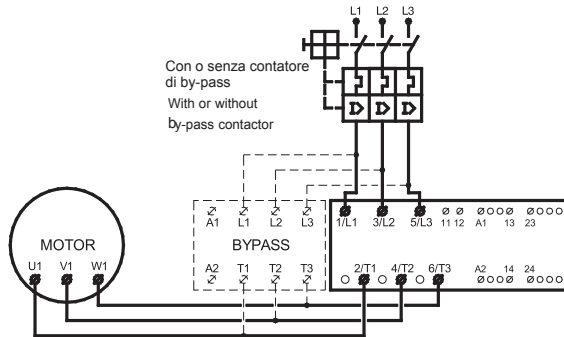 L1 L2 L3
Con o senza contatore
di by-pass
With or without
by-pass contactor
A1 L1 L2 L3
BYPASS
A2 T1 T2 T3
1/L1 3/L2 5/L3 11 12 A1 13 23
2/T1 4/T2 6/T3 A2 14 24
MOTOR
U1 V1 W1